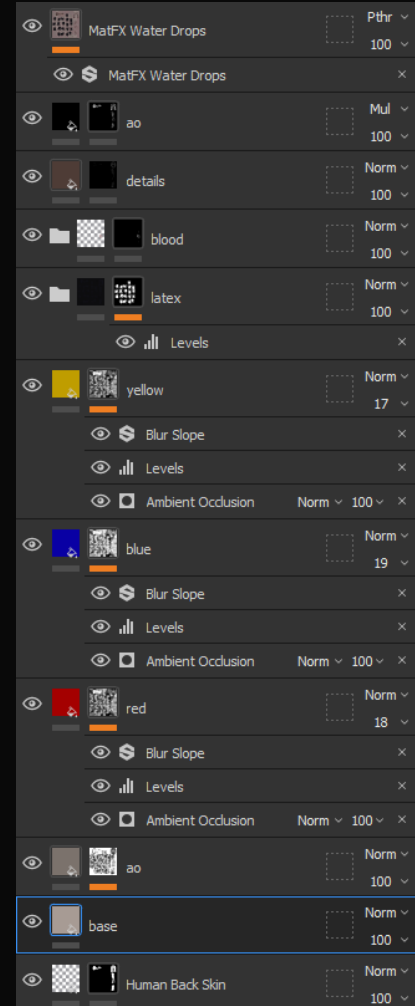 MatFX Water Drops Pthr
100
MatFX Water Drops
ao Mul
100
details Norm
100
blood Norm
100
latex Norm
100
Levels
yellow Norm
17
Blur Slope
Levels
Ambient Occlusion Norm 100
blue Norm
19
Blur Slope
Levels
Ambient Occlusion Norm 100
red Norm
18
Blur Slope
Levels
Ambient Occlusion Norm 100
ao Norm
100
base Norm
100
Human Back Skin Norm
100